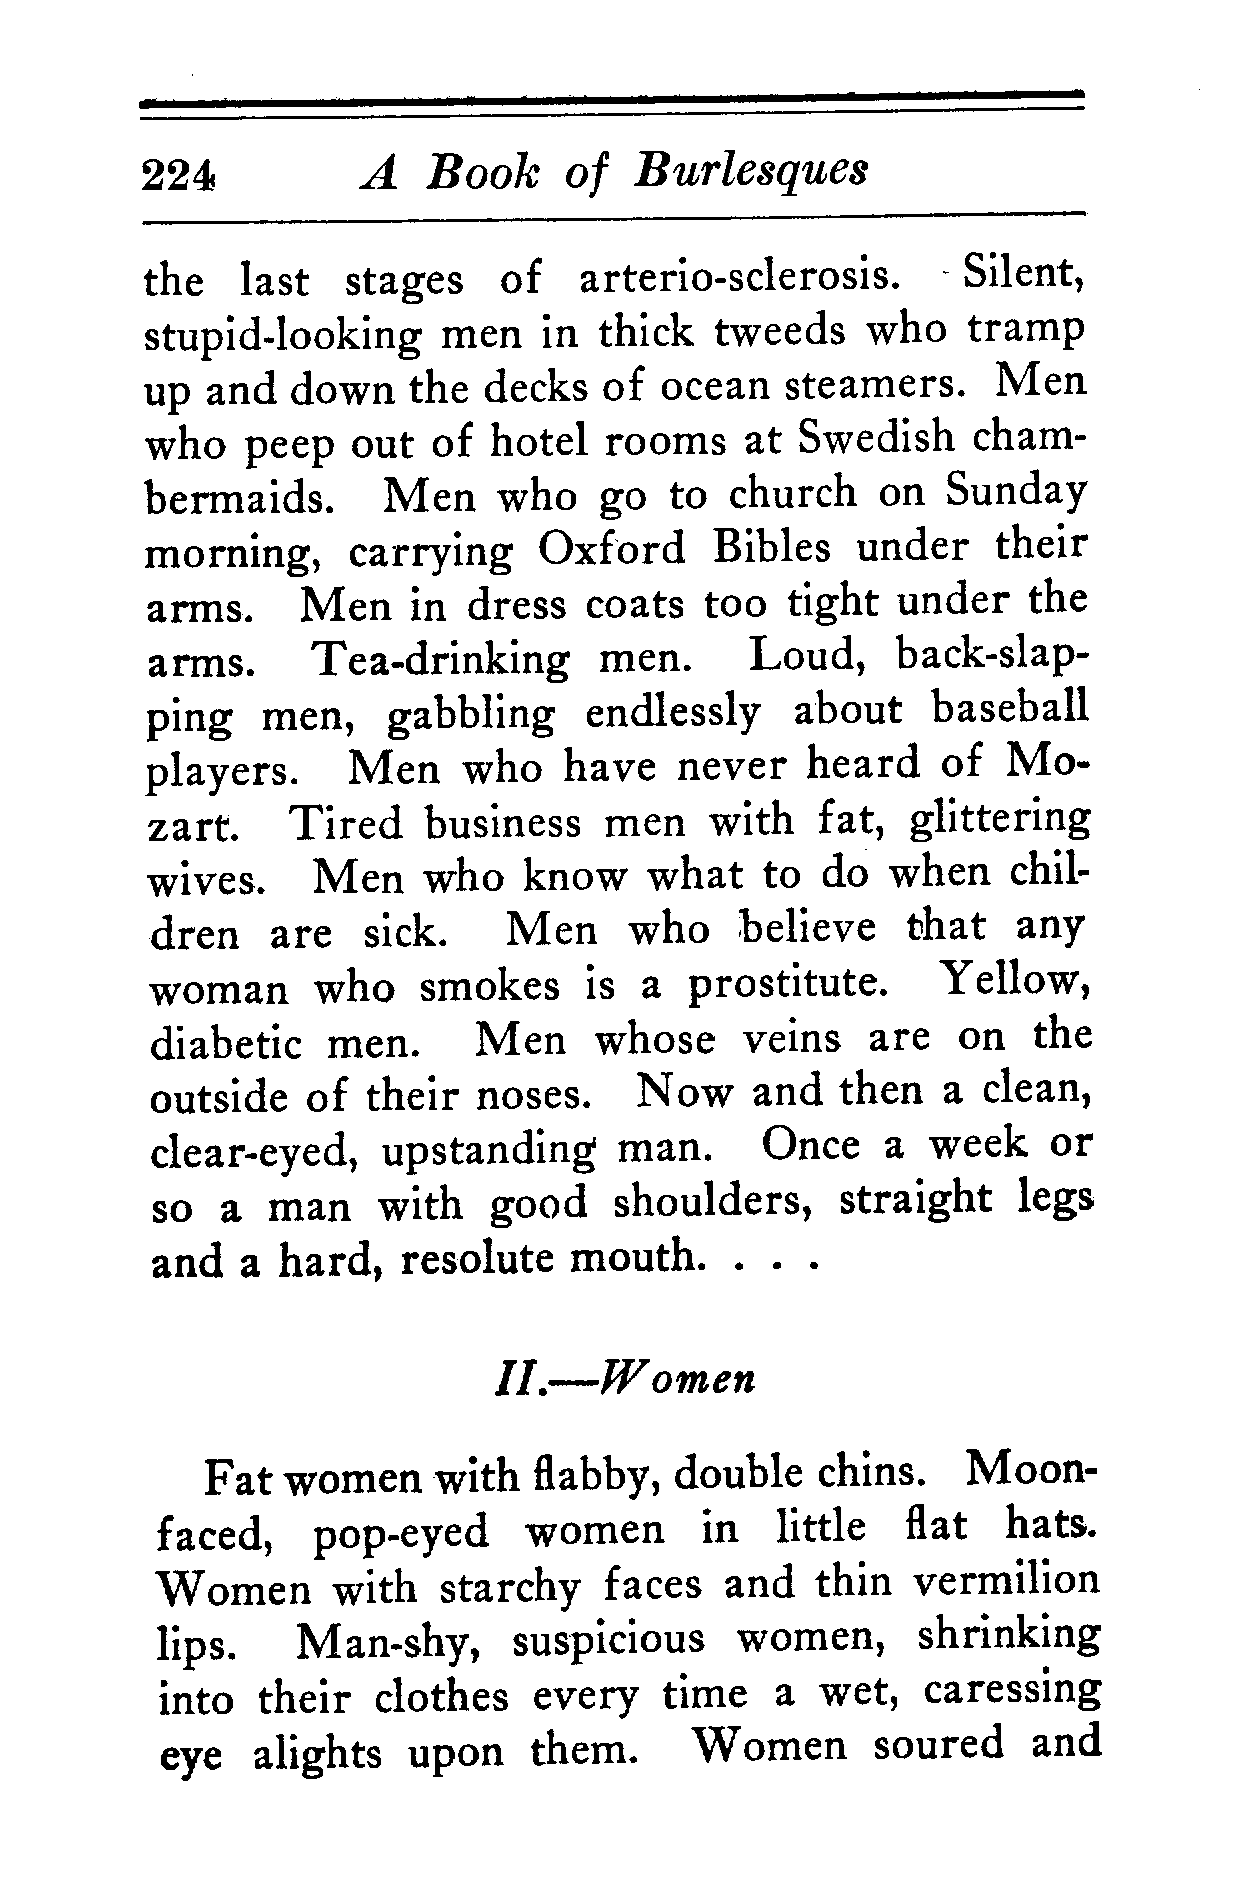 224 A Book of Burlesques
the last stages of arterio-sclerosis. Silent,
stupid-looking men in thick tweeds who tramp
up and down the decks of ocean steamers. Men
who peep out of hotel rooms at Swedish cham-
bermaids. Men who go to church on Sunday
morning, carrying Oxford Bibles under their
arms. Men in dress coats too tight under the
arms. Tea-drinking men. Loud, back-slap-
ping men, gabbling endlessly about baseball
players. Men who have never heard of Mo-
zart. Tired business men with fat, glittering
wives. Men who know what to do when chil-
dren are sick. Men who believe that any
woman who smokes is a prostitute. Yellow,
diabetic men. Men whose veins are on the
outside of their noses. Now and then a clean,
clear-eyed, upstanding man. Once a week or
so a man with good shoulders, straight legs
and a hard, resolute mouth. . . .
II.—Women
Fat women with flabby, double chins. Moon-
faced, pop-eyed women in little flat hats.
Women with starchy faces and thin vermilion
lips. Man-shy, suspicious women, shrinking
into their clothes every time a wet, caressing
eye alights upon them. Women soured and